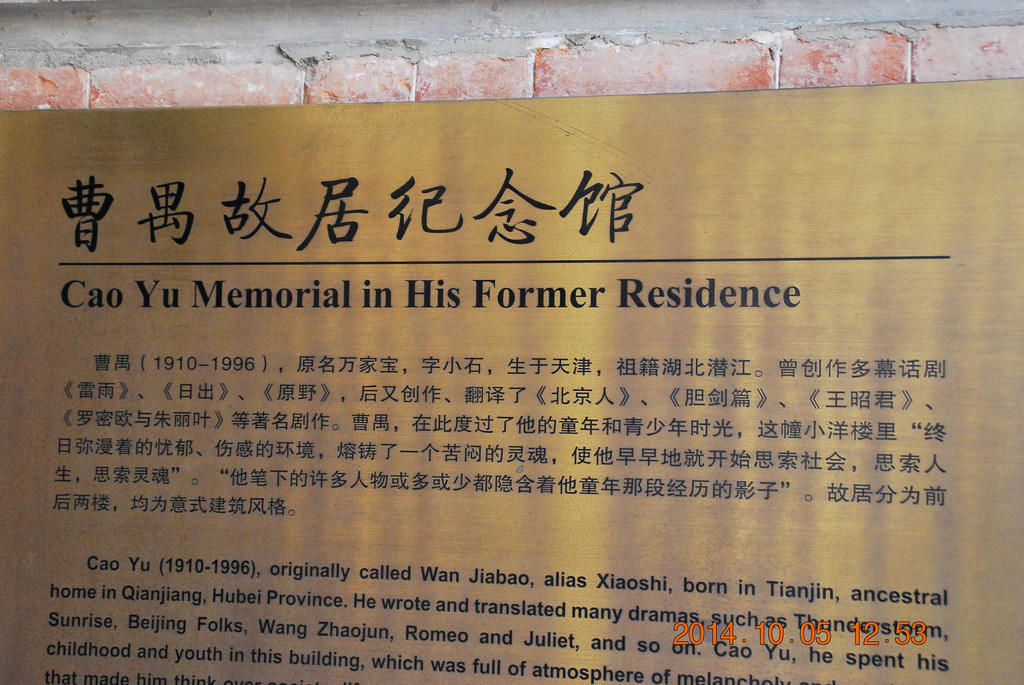 曹禺故居纪念馆
Cao Yu Memorial in His Former Residence
曹禺（1910-1996），原名万家宝，字小石，生于天津，祖籍湖北潜江。曾创作多幕话剧
《雷雨》、《日出》、《原野》，后又创作、翻译了《北京人》、《胆剑篇》、《王昭君》、
《罗密欧与朱丽叶》等著名剧作。曹禺，在此度过了他的童年和青少年时光，这幢小洋楼里“终
日弥漫着的忧郁、伤感的环境，熔铸了一个苦闷的灵魂，使他早早地就开始思索社会，思索人
生，思索灵魂”。“他笔下的许多人物或多或少都隐含着他童年那段经历的影子”。故居分为前
后两楼，均为意式建筑风格。
Cao Yu (1910-1996), originally called Wan Jiabao, alias Xiaoshi, born in Tianjin, ancestral
home in Qianjiang, Hubei Province. He wrote and translated many dramas, such as Thunderstorm,
Sunrise, Beijing Folks, Wang Zhaojun, Romeo and Juliet, and so on. Cao Yu, he spent his
childhood and youth in this building, which was full of atmosphere of melancholy and
that made him think over
2014.10.05 12:53